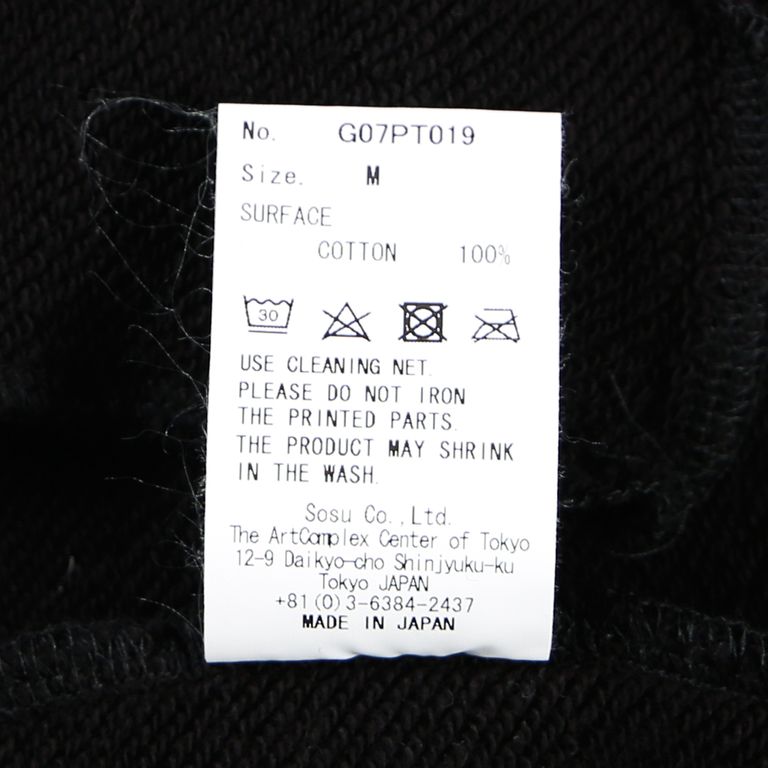 No. G07PT019
Size. M
SURFACE
COTTON 100%
30
USE CLEANING NET.
PLEASE DO NOT IRON
THE PRINTED PARTS.
THE PRODUCT MAY SHRINK
IN THE WASH.
Sosu Co.,Ltd.
The ArtComplex Center of Tokyo
12-9 Daikyo-cho Shinjyuku-ku
Tokyo JAPAN
+81(0)3-6384-2437
MADE IN JAPAN